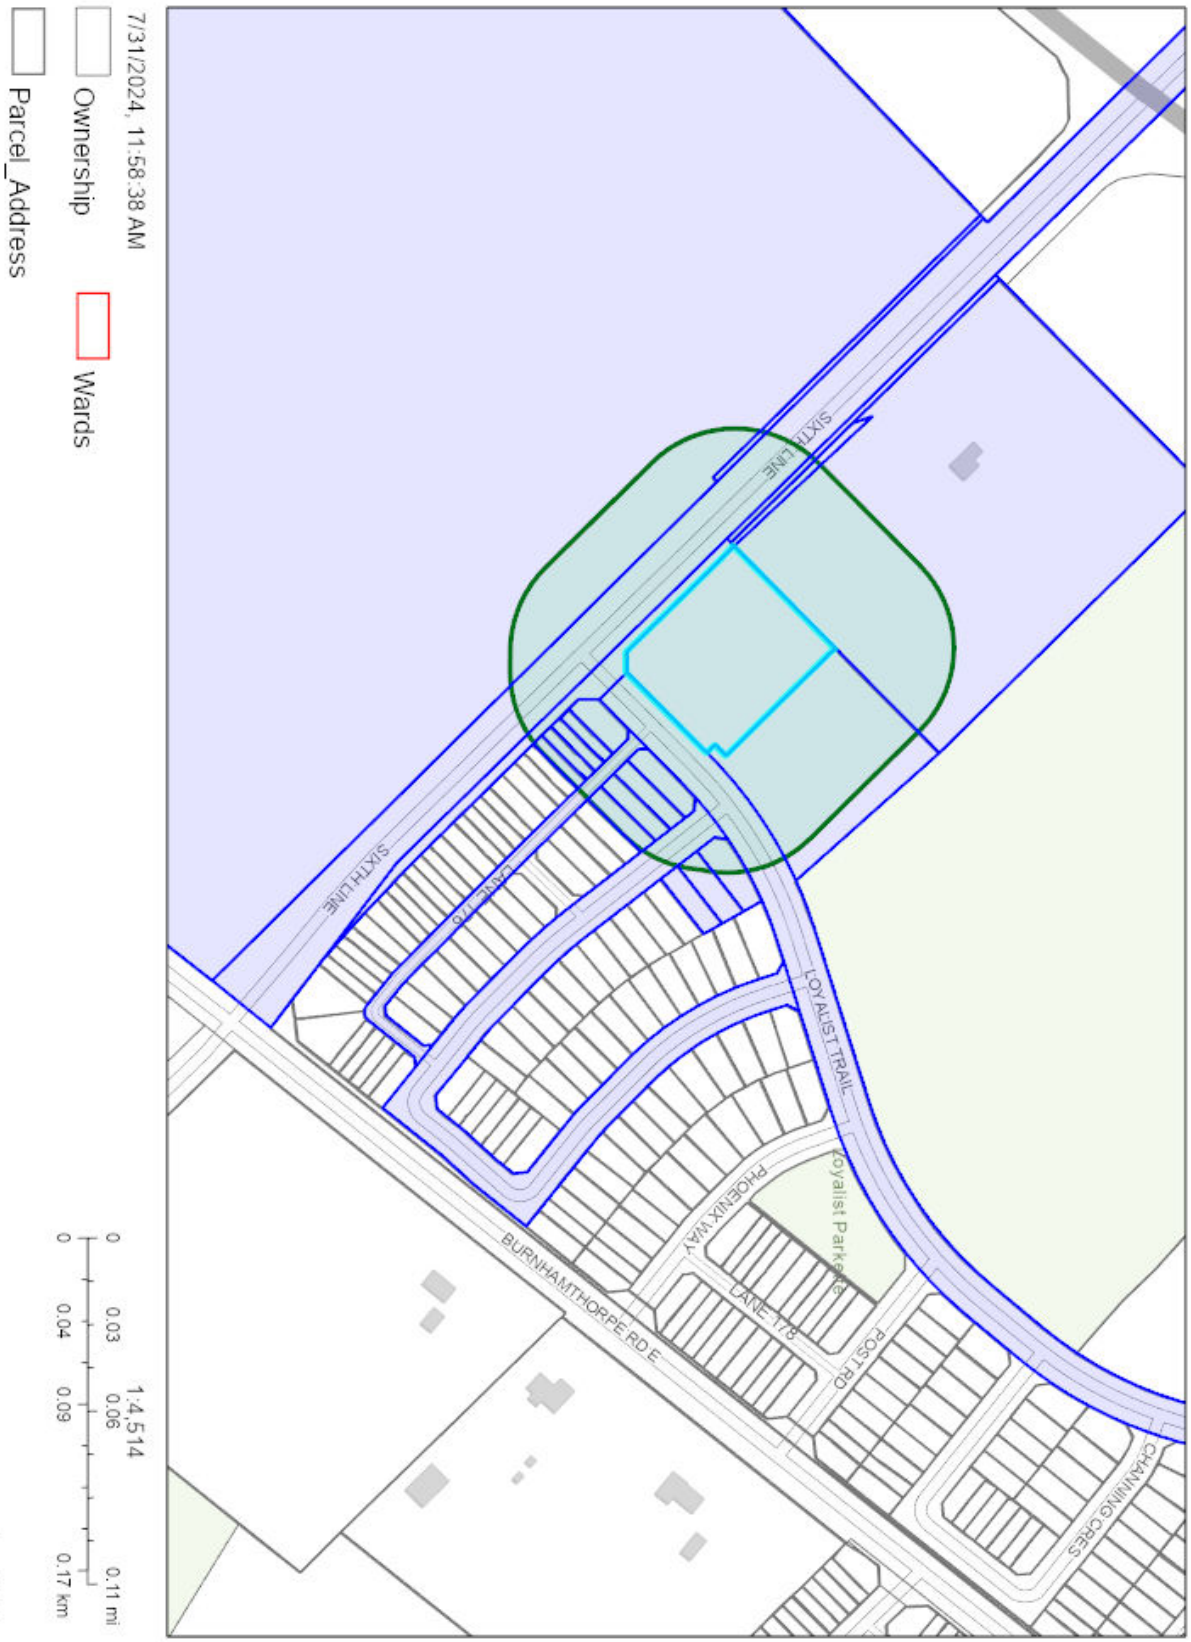 7/31/2024, 11:58:38 AM
Ownership
Wards
Parcel_Address
1:4,514
0 0.03 0.06 0.11 mi
0 0.04 0.09 0.17 km
SIXTH LINE
SIXTH LINE
LANE 176
LOYALIST TRAIL
PHOENIX WAY
Loyalist Parkette
LANE 178
POST RD
BURNHAMTHORPE RD E
CHANNING CRES